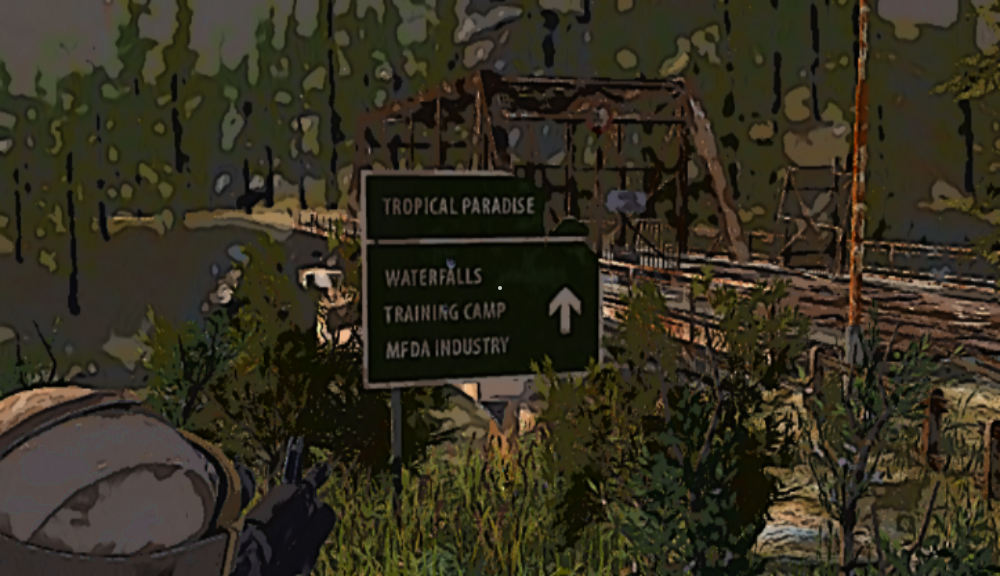 TROPICAL PARADISE
WATERFALLS
TRAINING CAMP
MFDA INDUSTRY